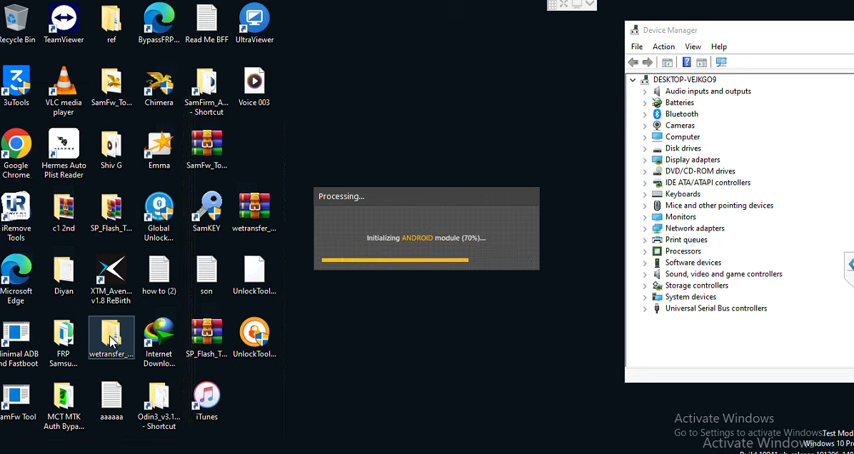 Recycle Bin
TeamViewer
ref
BypassFRP...
Read Me BFF
UltraViewer
3uTools
VLC media
player
SamFw_To...
Chimera
SamFirm_A...
- Shortcut
Voice 003
Google
Chrome
Hermes Auto
Plist Reader
Shiv G
Emma
SamFw_To...
iRemove
Tools
c1 2nd
SP_Flash_T...
Global
Unlock...
SamKEY
wetransfer_...
Microsoft
Edge
Diyan
XTM_Aven...
v1.8 ReBirth
how to (2)
son
UnlockTool...
inimal ADB
nd Fastboot
FRP
Samsu...
wetransfer_...
Internet
Downlo...
SP_Flash_T...
UnlockTool...
amFw Tool
MCT MTK
Auth Bypa...
aaaaaa
Odin3_v3.1...
- Shortcut
iTunes
Processing...
Initializing ANDROID module (70%)...
Device Manager
File Action View Help
DESKTOP-VEJKGO9
Audio inputs and outputs
Batteries
Bluetooth
Cameras
Computer
Disk drives
Display adapters
DVD/CD-ROM drives
IDE ATA/ATAPI controllers
Keyboards
Mice and other pointing devices
Monitors
Network adapters
Print queues
Processors
Software devices
Sound, video and game controllers
Storage controllers
System devices
Universal Serial Bus controllers
Activate Windows
Go to Settings to activate Windows.
Test Mod
Activate Windows
Windows 10 Pr